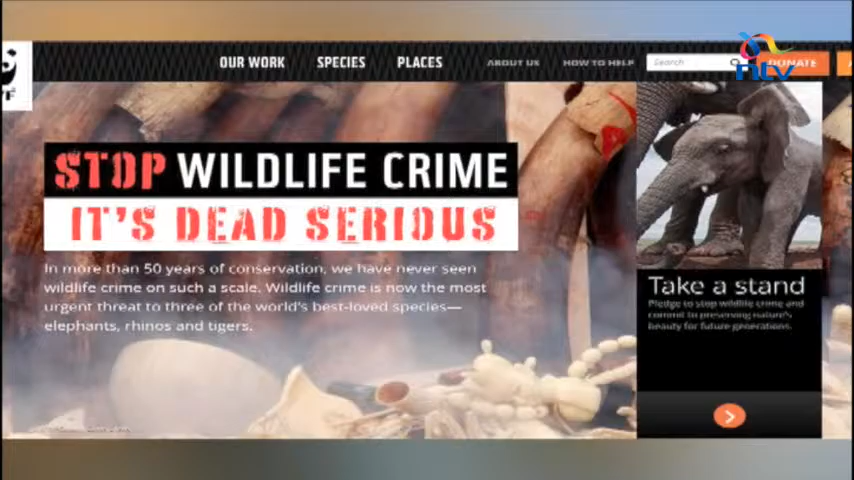 OUR WORK SPECIES PLACES ABOUT US HOW TO HELP Search DONATE
ntv
STOP WILDLIFE CRIME
IT'S DEAD SERIOUS
In more than 50 years of conservation, we have never seen
wildlife crime on such a scale. Wildlife crime is now the most
urgent threat to three of the world's best-loved species—
elephants, rhinos and tigers.
Take a stand
Pledge to stop wildlife crime and
commit to preserving nature's
beauty for future generations.